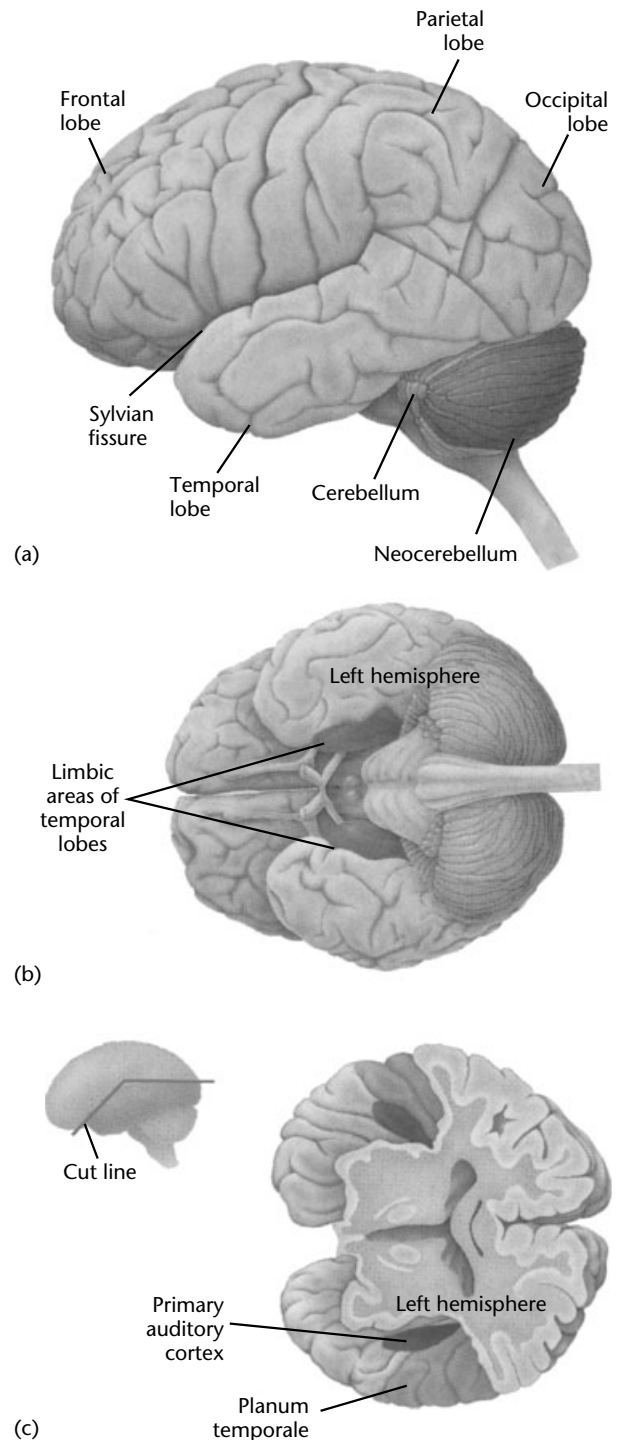 Parietal
lobe
Frontal
lobe
Occipital
lobe
Sylvian
fissure
Temporal
lobe
Cerebellum
Neocerebellum
(a)
Left hemisphere
Limbic
areas of
temporal
lobes
(b)
Cut line
Left hemisphere
Primary
auditory
cortex
Planum
temporale
(c)